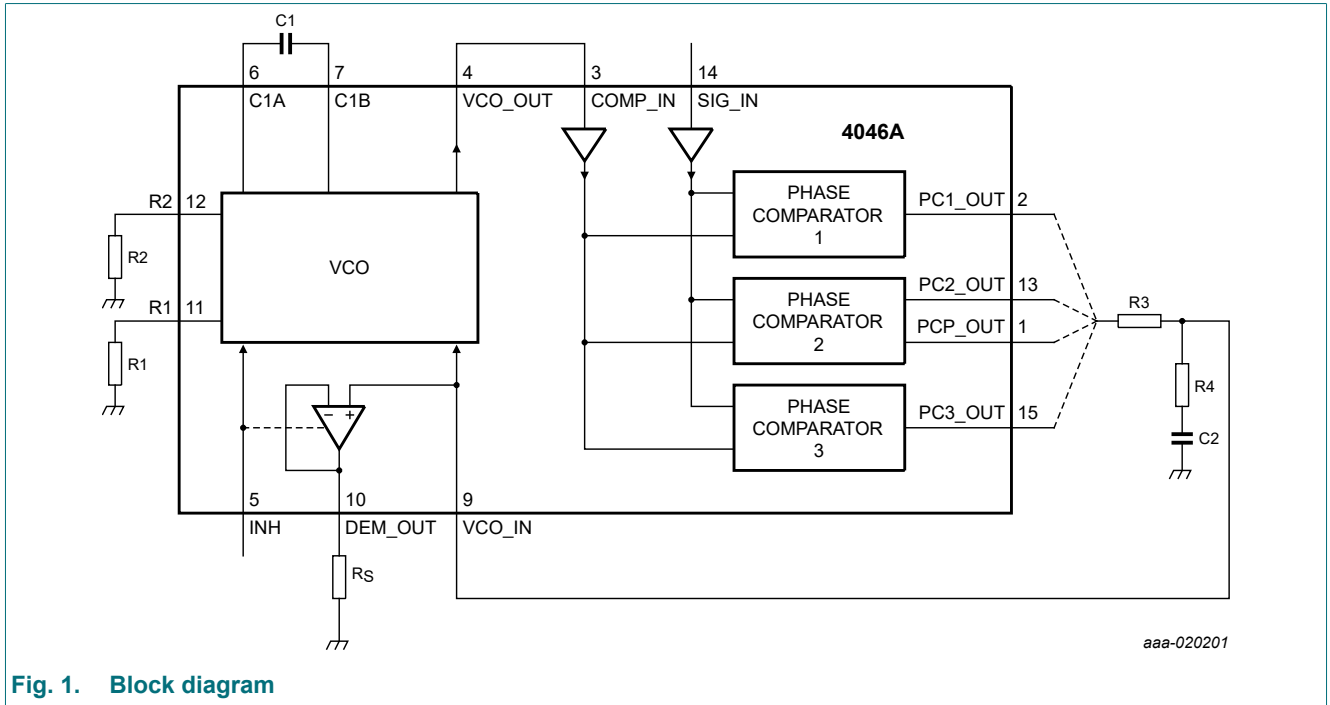 C1
6 7 4 3 14
C1A C1B VCO_OUT COMP_IN SIG_IN
4046A
PHASE
COMPARATOR
1
PC1_OUT 2
R2 12
R2
VCO
PHASE
COMPARATOR
2
PC2_OUT 13
PCP_OUT 1
R3
R1 11
R1
R4
C2
PHASE
COMPARATOR
3
PC3_OUT 15
− +
5 10 9
INH DEM_OUT VCO_IN
RS
aaa-020201
Fig. 1. Block diagram